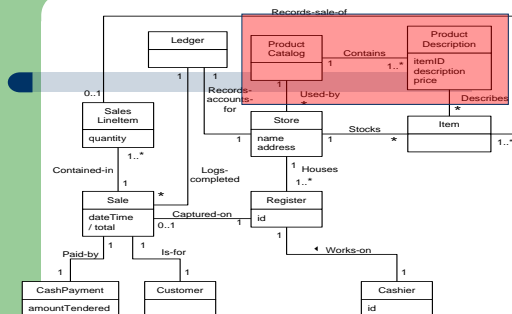 Records-sale-of
Ledger
Product
Catalog
Product
Description
itemID
description
price
Contains
1
1..*
1
1
1
Records-
accounts-
for
Used-by
*
Describes
*
0..1
Sales
LineItem
quantity
1..*
Store
name
address
1
1
Stocks
*
Item
1..*
Contained-in
1
Logs-
completed
*
1
Houses
1..*
Sale
dateTime
/ total
0..1
Captured-on
1
Register
id
1
1
1
Paid-by
Is-for
Works-on
1
1
1
CashPayment
amountTendered
Customer
Cashier
id